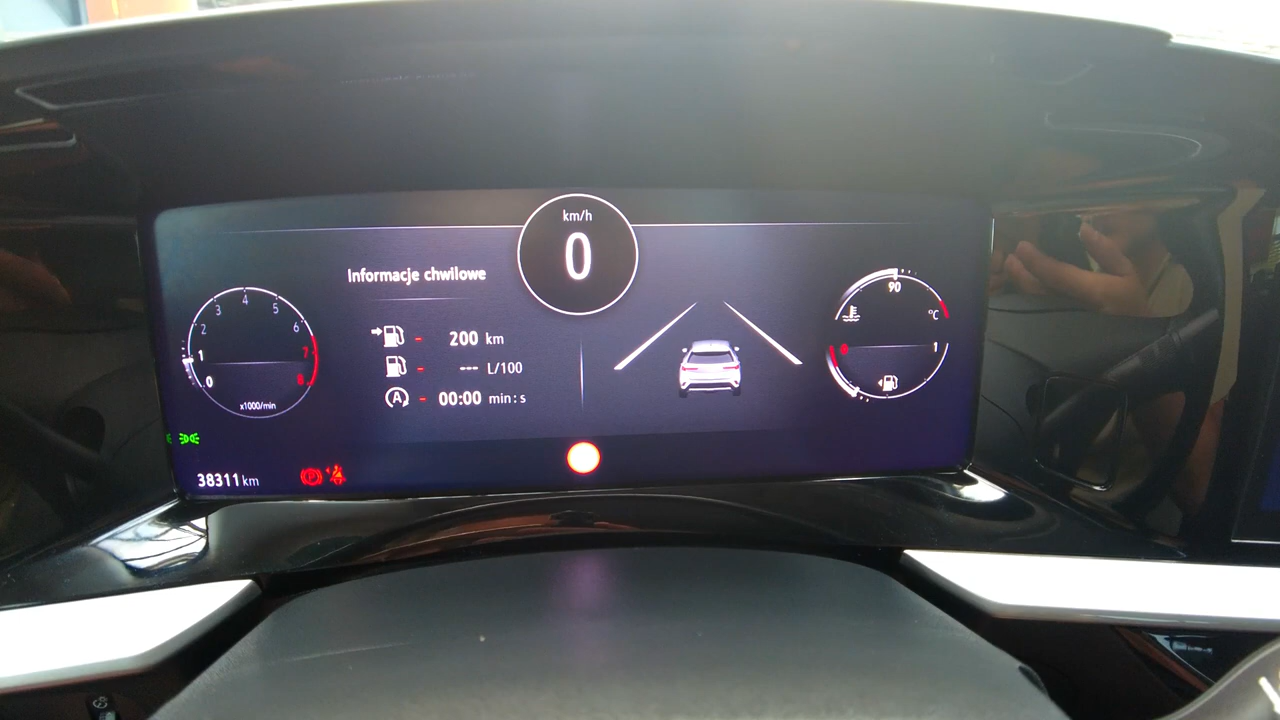 km/h
0
Informacje chwilowe
200 km
--- L/100
A 00:00 min:s
0 1 2 3 4 5 6 7 8
x1000/min
90
°C
0 1
38311 km
P